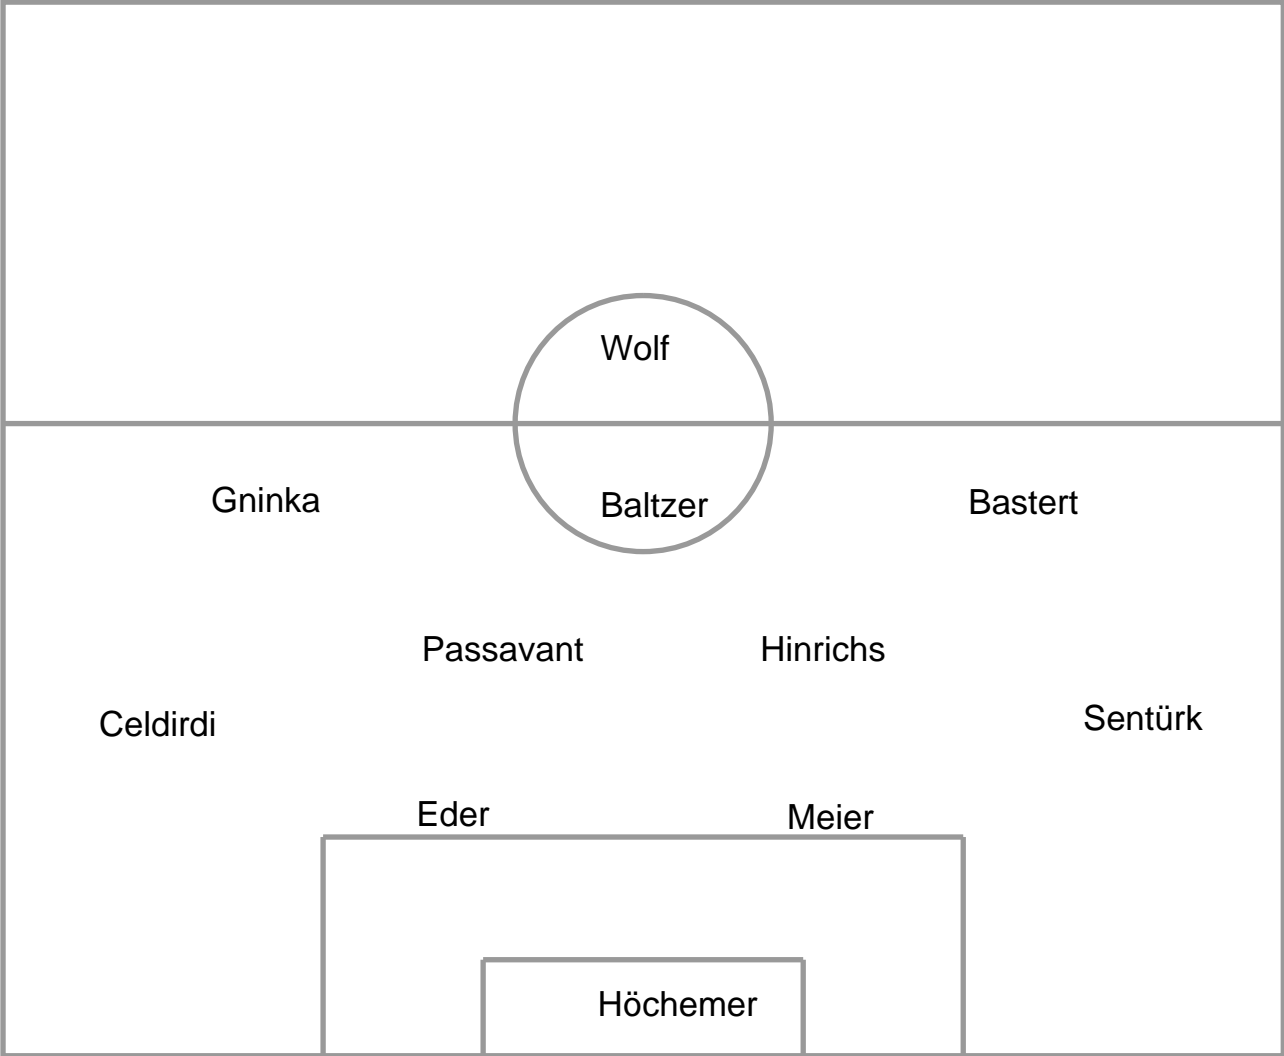 Wolf
Gninka
Baltzer
Bastert
Passavant
Hinrichs
Celdirdi
Sentürk
Eder
Meier
Höchemer